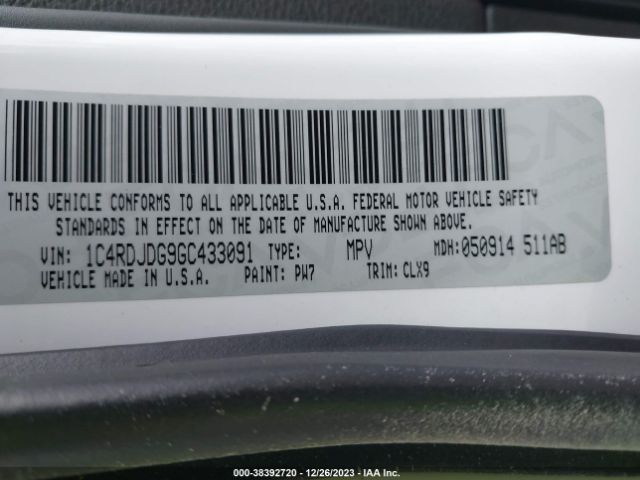 THIS VEHICLE CONFORMS TO ALL APPLICABLE U.S.A. FEDERAL MOTOR VEHICLE SAFETY
STANDARDS IN EFFECT ON THE DATE OF MANUFACTURE SHOWN ABOVE.
VIN: 1C4RDJDG9GC433091 TYPE: MPV MDH: 050914 511AB
VEHICLE MADE IN U.S.A. PAINT: PW7 TRIM: CLX9
000-38392720 - 12/26/2023 - IAA Inc.